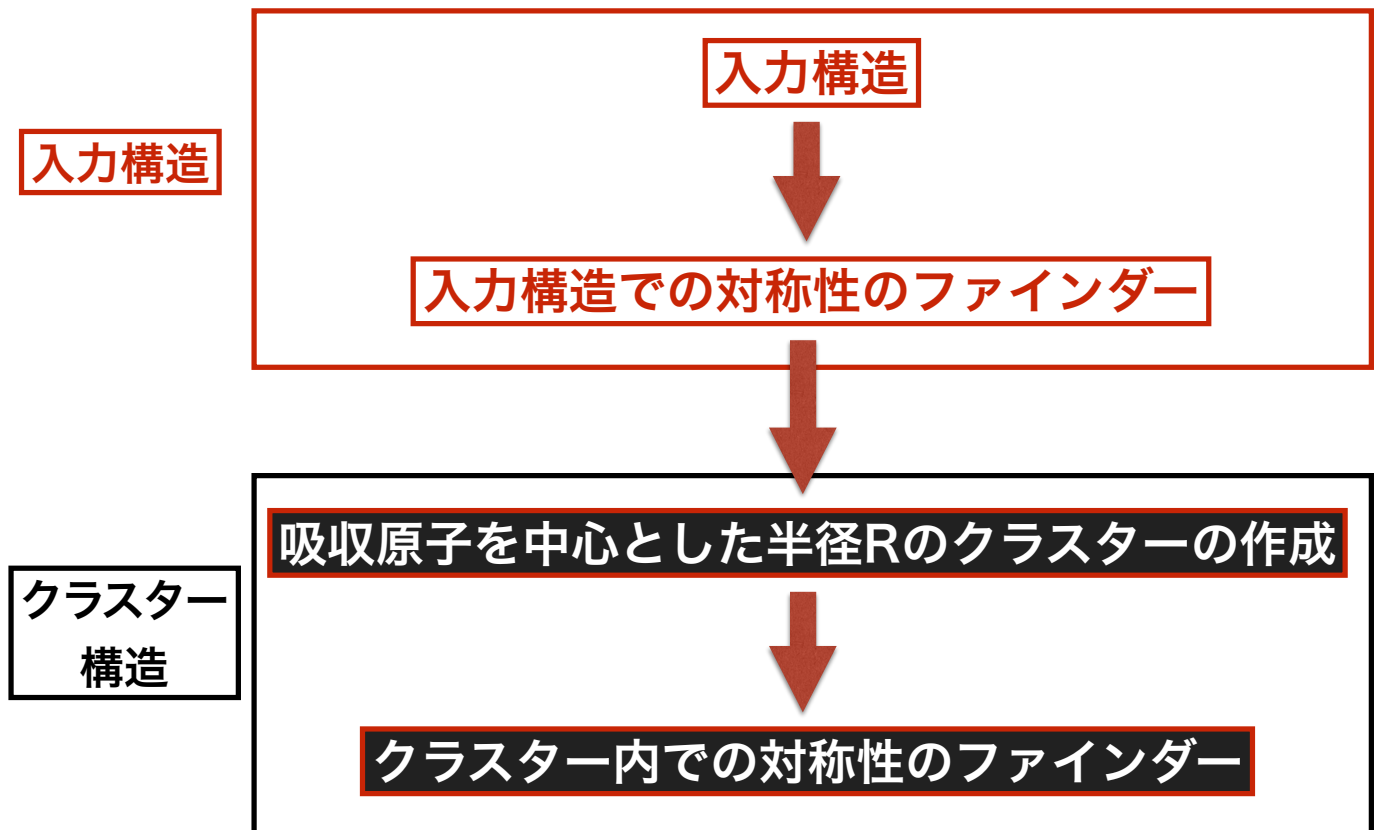 入力構造
入力構造
入力構造での対称性のファインダー
吸収原子を中心とした半径Rのクラスターの作成
クラスター
構造
クラスター内での対称性のファインダー